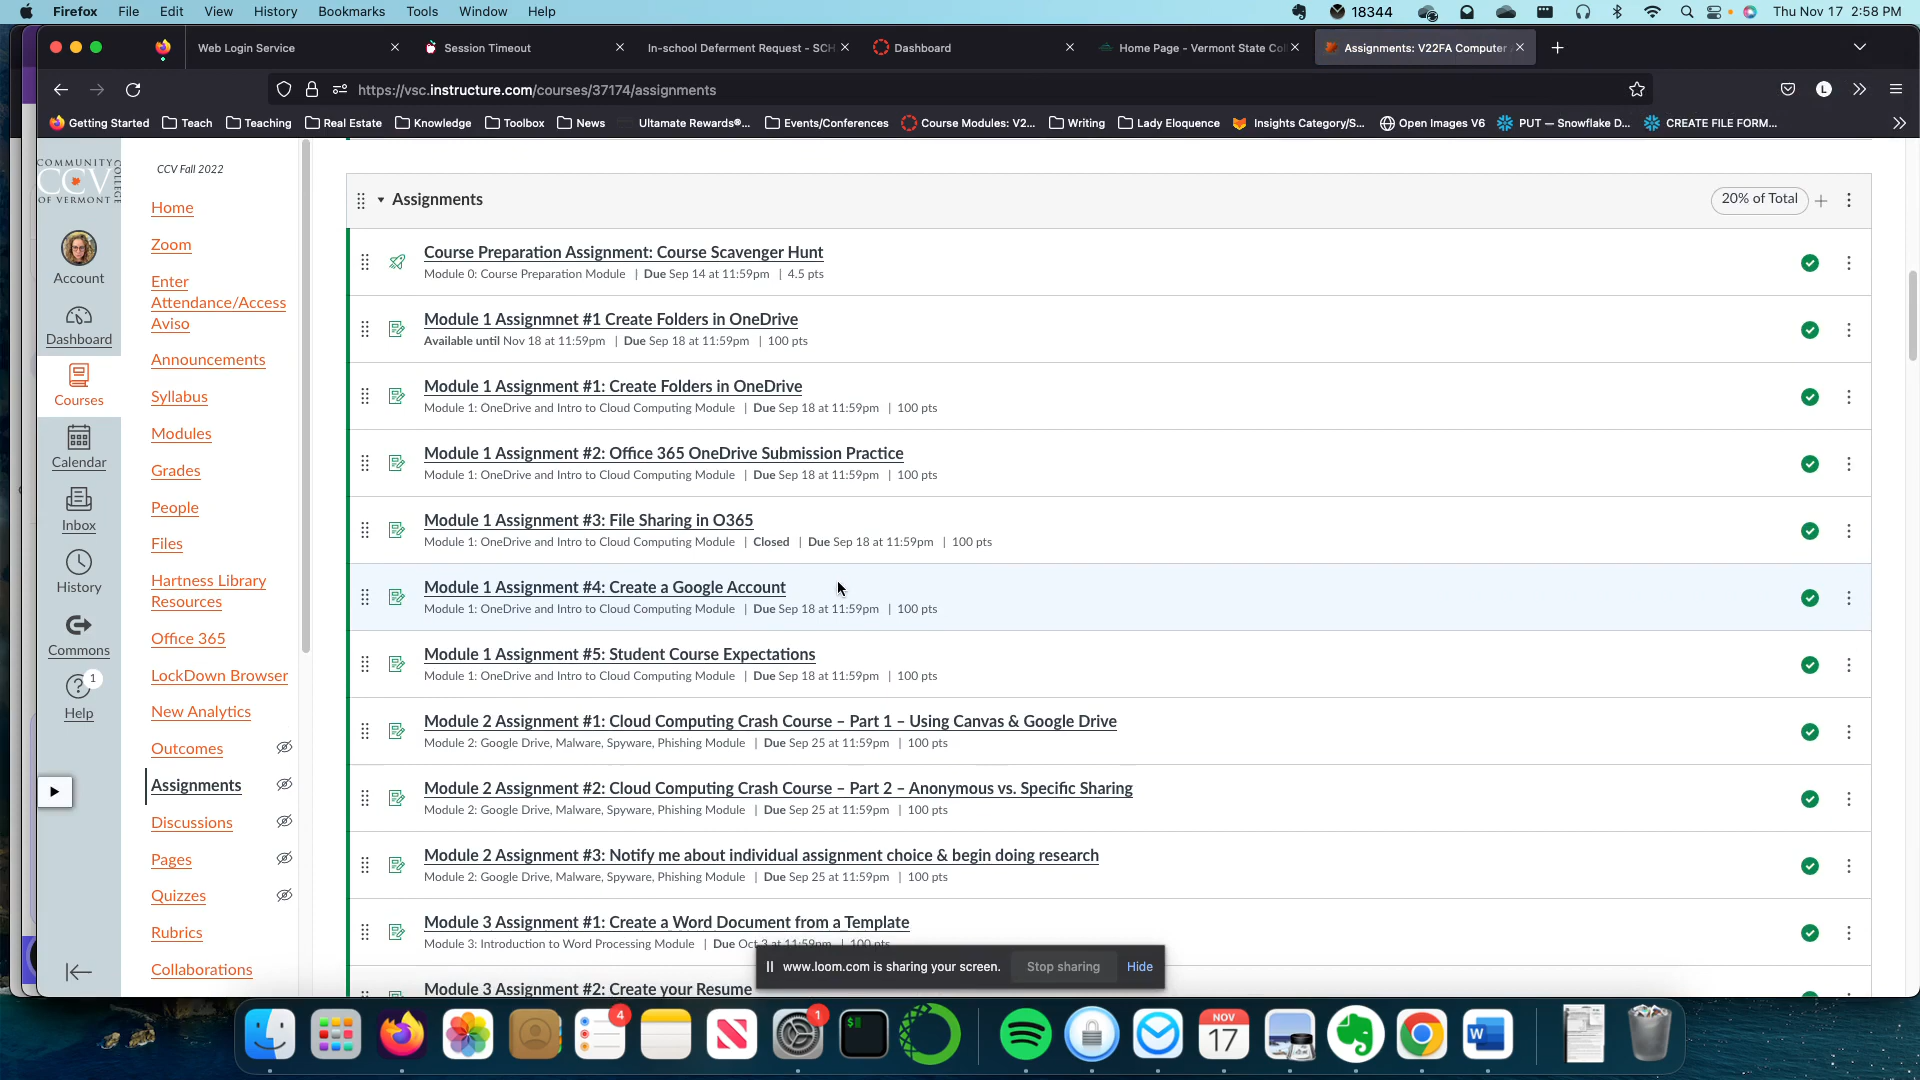 Firefox File Edit View History Bookmarks Tools Window Help 18344 Thu Nov 17 2:58 PM
Web Login Service Session Timeout In-school Deferment Request - SCH Dashboard Home Page - Vermont State Col Assignments: V22FA Computer
https://vsc.instructure.com/courses/37174/assignments L
Getting Started Teach Teaching Real Estate Knowledge Toolbox News Ultamate Rewards®... Events/Conferences Course Modules: V2... Writing Lady Eloquence Insights Category/S... Open Images V6 PUT — Snowflake D... CREATE FILE FORM...
COMMUNITY COLLEGE
CCV
OF VERMONT
Account
Dashboard
Courses
Calendar
Inbox
History
Commons
1
Help
CCV Fall 2022
Home
Zoom
Enter
Attendance/Access
Aviso
Announcements
Syllabus
Modules
Grades
People
Files
Hartness Library
Resources
Office 365
LockDown Browser
New Analytics
Outcomes
Assignments
Discussions
Pages
Quizzes
Rubrics
Collaborations
Assignments 20% of Total
Course Preparation Assignment: Course Scavenger Hunt
Module 0: Course Preparation Module | Due Sep 14 at 11:59pm | 4.5 pts
Module 1 Assignmnet #1 Create Folders in OneDrive
Available until Nov 18 at 11:59pm | Due Sep 18 at 11:59pm | 100 pts
Module 1 Assignment #1: Create Folders in OneDrive
Module 1: OneDrive and Intro to Cloud Computing Module | Due Sep 18 at 11:59pm | 100 pts
Module 1 Assignment #2: Office 365 OneDrive Submission Practice
Module 1: OneDrive and Intro to Cloud Computing Module | Due Sep 18 at 11:59pm | 100 pts
Module 1 Assignment #3: File Sharing in O365
Module 1: OneDrive and Intro to Cloud Computing Module | Closed | Due Sep 18 at 11:59pm | 100 pts
Module 1 Assignment #4: Create a Google Account
Module 1: OneDrive and Intro to Cloud Computing Module | Due Sep 18 at 11:59pm | 100 pts
Module 1 Assignment #5: Student Course Expectations
Module 1: OneDrive and Intro to Cloud Computing Module | Due Sep 18 at 11:59pm | 100 pts
Module 2 Assignment #1: Cloud Computing Crash Course – Part 1 – Using Canvas & Google Drive
Module 2: Google Drive, Malware, Spyware, Phishing Module | Due Sep 25 at 11:59pm | 100 pts
Module 2 Assignment #2: Cloud Computing Crash Course – Part 2 – Anonymous vs. Specific Sharing
Module 2: Google Drive, Malware, Spyware, Phishing Module | Due Sep 25 at 11:59pm | 100 pts
Module 2 Assignment #3: Notify me about individual assignment choice & begin doing research
Module 2: Google Drive, Malware, Spyware, Phishing Module | Due Sep 25 at 11:59pm | 100 pts
Module 3 Assignment #1: Create a Word Document from a Template
Module 3: Introduction to Word Processing Module | Due Oct 3 at 11:59pm | 100 pts
Module 3 Assignment #2: Create your Resume
www.loom.com is sharing your screen. Stop sharing Hide
4 1 $ NOV 17 W